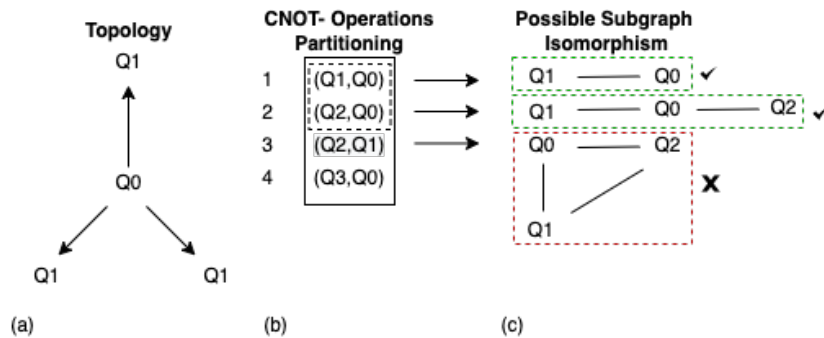 Topology
Q1
Q0
Q1 Q1
(a)
CNOT- Operations
Partitioning
1 (Q1,Q0)
2 (Q2,Q0)
3 (Q2,Q1)
4 (Q3,Q0)
(b)
Possible Subgraph
Isomorphism
Q1 Q0
Q1 Q0 Q2
Q0 Q2
Q1
(c)